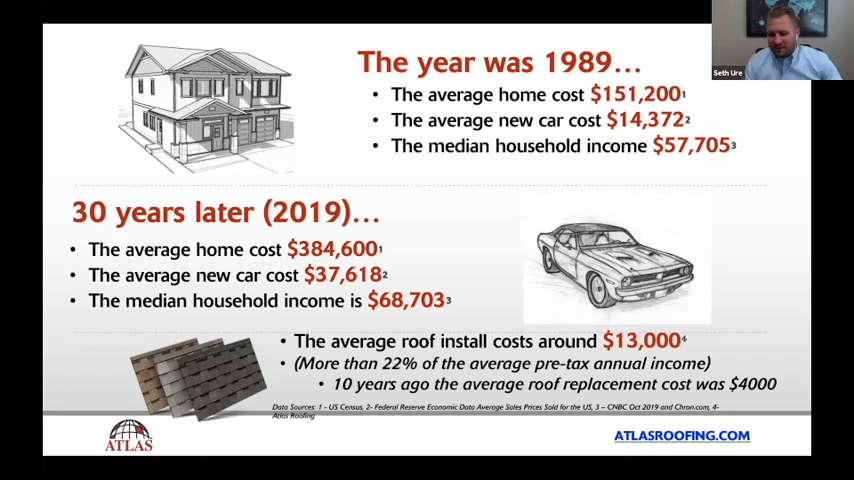 The year was 1989...
• The average home cost $151,200¹
• The average new car cost $14,372²
• The median household income $57,705³
Seth Ure
30 years later (2019)...
• The average home cost $384,600¹
• The average new car cost $37,618²
• The median household income is $68,703³
• The average roof install costs around $13,000⁴
• (More than 22% of the average pre-tax annual income)
• 10 years ago the average roof replacement cost was $4000
Data Sources: 1 - US Census, 2- Federal Reserve Economic Data Average Sales Prices Sold for the US, 3 – CNBC Oct 2019 and Chron.com, 4-
Atlas Roofing
ATLAS
ATLASROOFING.COM